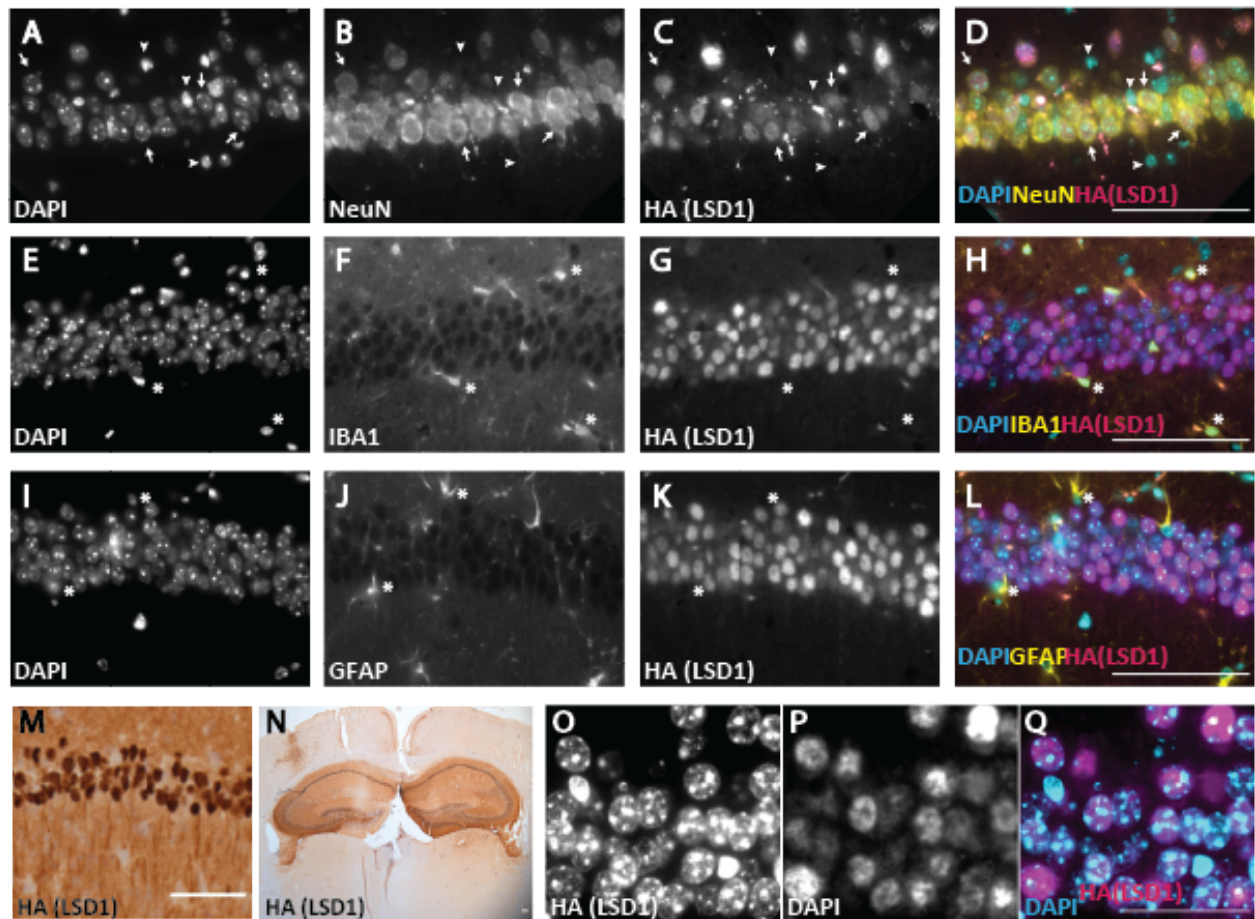 A
DAPI
B
NeuN
C
HA (LSD1)
D
DAPINeuNHA(LSD1)
E
DAPI
F
IBA1
G
HA (LSD1)
H
DAPIIBA1HA(LSD1)
I
DAPI
J
GFAP
K
HA (LSD1)
L
DAPIGFAPHA(LSD1)
M
HA (LSD1)
N
HA (LSD1)
O
HA (LSD1)
P
DAPI
Q
HA(LSD1)
DAPI